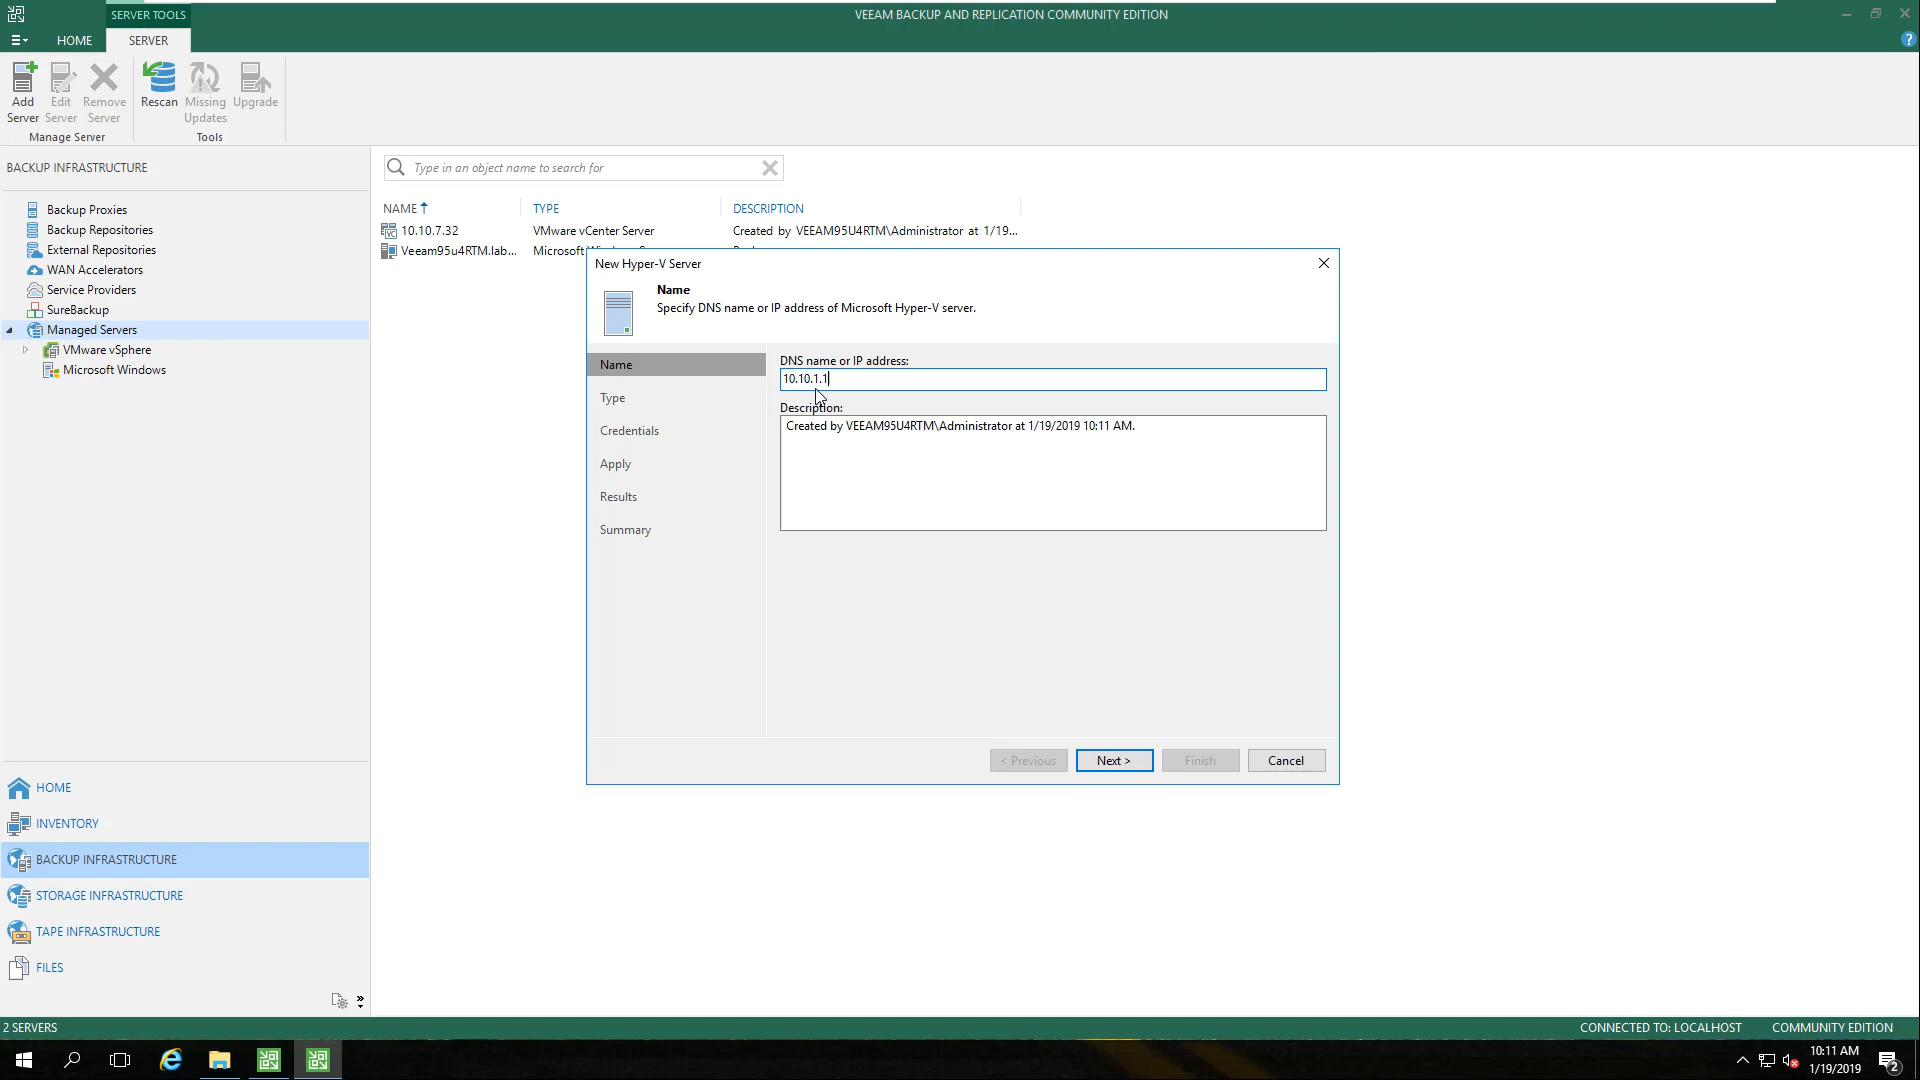 SERVER TOOLS
VEEAM BACKUP AND REPLICATION COMMUNITY EDITION
HOME
SERVER
Add Server
Edit Server
Remove Server
Rescan
Missing Updates
Upgrade
Manage Server
Tools
BACKUP INFRASTRUCTURE
Backup Proxies
Backup Repositories
External Repositories
WAN Accelerators
Service Providers
SureBackup
Managed Servers
VMware vSphere
Microsoft Windows
Type in an object name to search for
NAME TYPE DESCRIPTION
10.10.7.32 VMware vCenter Server Created by VEEAM95U4RTM\Administrator at 1/19...
Veeam95u4RTM.lab... Microsoft
New Hyper-V Server
Name
Specify DNS name or IP address of Microsoft Hyper-V server.
Name
Type
Credentials
Apply
Results
Summary
DNS name or IP address:
10.10.1.1
Description:
Created by VEEAM95U4RTM\Administrator at 1/19/2019 10:11 AM.
< Previous
Next >
Finish
Cancel
HOME
INVENTORY
BACKUP INFRASTRUCTURE
STORAGE INFRASTRUCTURE
TAPE INFRASTRUCTURE
FILES
2 SERVERS
CONNECTED TO: LOCALHOST
COMMUNITY EDITION
10:11 AM
1/19/2019
2